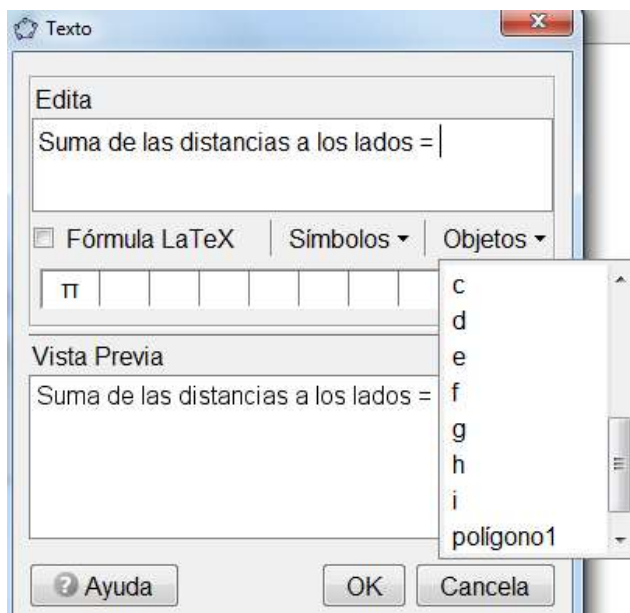 Texto
Edita
Suma de las distancias a los lados =
Fórmula LaTeX Símbolos Objetos
π
c
d
e
f
g
h
i
polígono1
Vista Previa
Suma de las distancias a los lados =
Ayuda OK Cancela